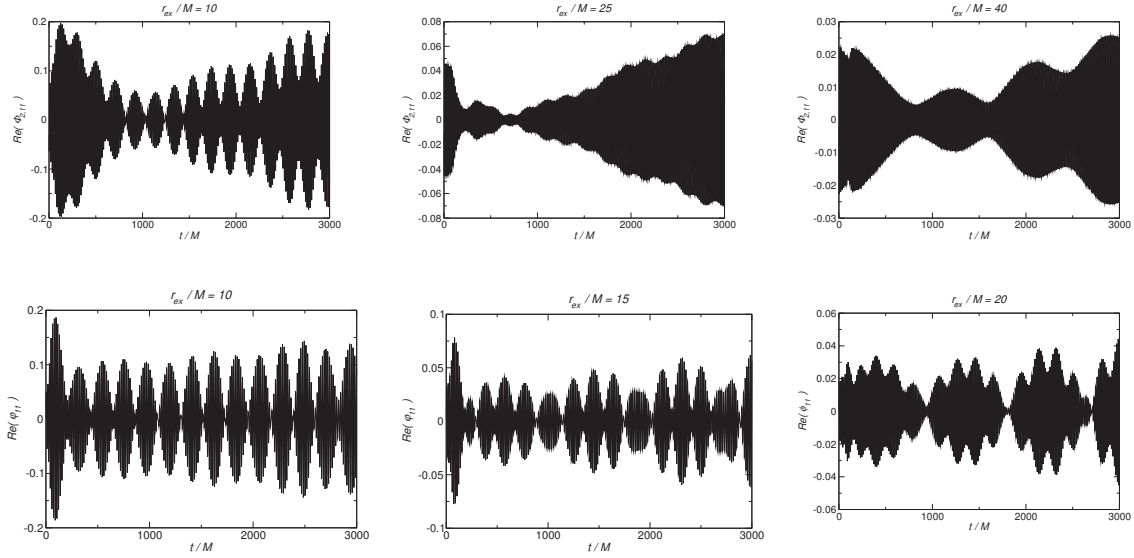 r_ex / M = 10
0.2
0.1
0
-0.1
-0.2
0 1000 2000 3000
t / M
Re( Φ_2,11 )
r_ex / M = 25
0.08
0.06
0.04
0.02
0
-0.02
-0.04
-0.06
-0.08
0 1000 2000 3000
t / M
Re( Φ_2,11 )
r_ex / M = 40
0.03
0.02
0.01
0
-0.01
-0.02
-0.03
0 1000 2000 3000
t / M
Re( Φ_2,11 )
r_ex / M = 10
0.2
0.1
0
-0.1
-0.2
0 1000 2000 3000
t / M
Re( φ_11 )
r_ex / M = 15
0.1
0.05
0
-0.05
-0.1
0 1000 2000 3000
t / M
Re( φ_11 )
r_ex / M = 20
0.06
0.04
0.02
0
-0.02
-0.04
-0.06
0 1000 2000 3000
t / M
Re( φ_11 )